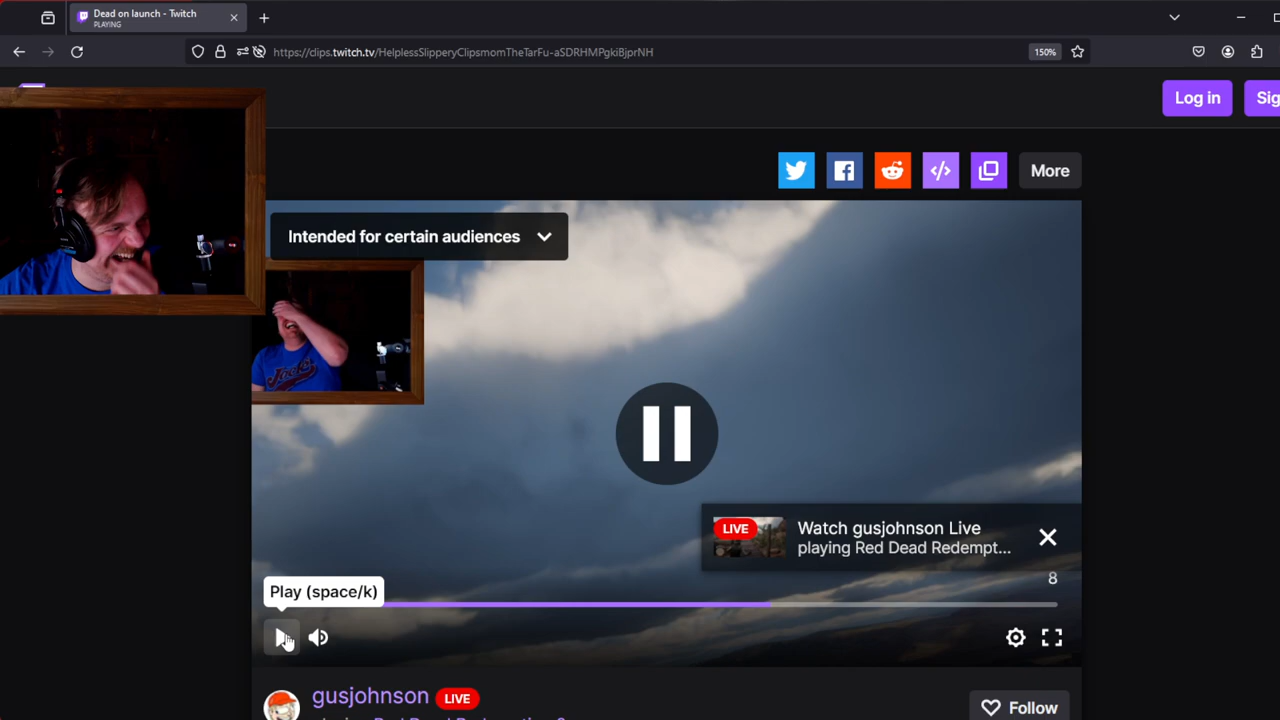 Dead on launch - Twitch
PLAYING
https://clips.twitch.tv/HelplessSlipperyClipsmomTheTarFu-aSDRHMPgkiBjprNH
150%
Log in
Sig
More
Intended for certain audiences
LIVE
Watch gusjohnson Live
playing Red Dead Redempt...
8
Play (space/k)
gusjohnson
LIVE
Follow